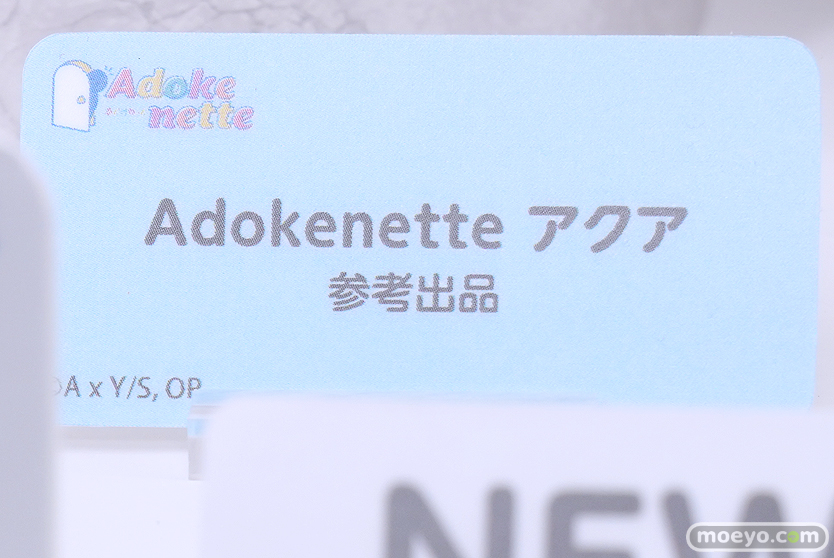 Adoke
nette
Adokenette アクア
参考出品
A x Y/S, OP
NEW
moeyo.com